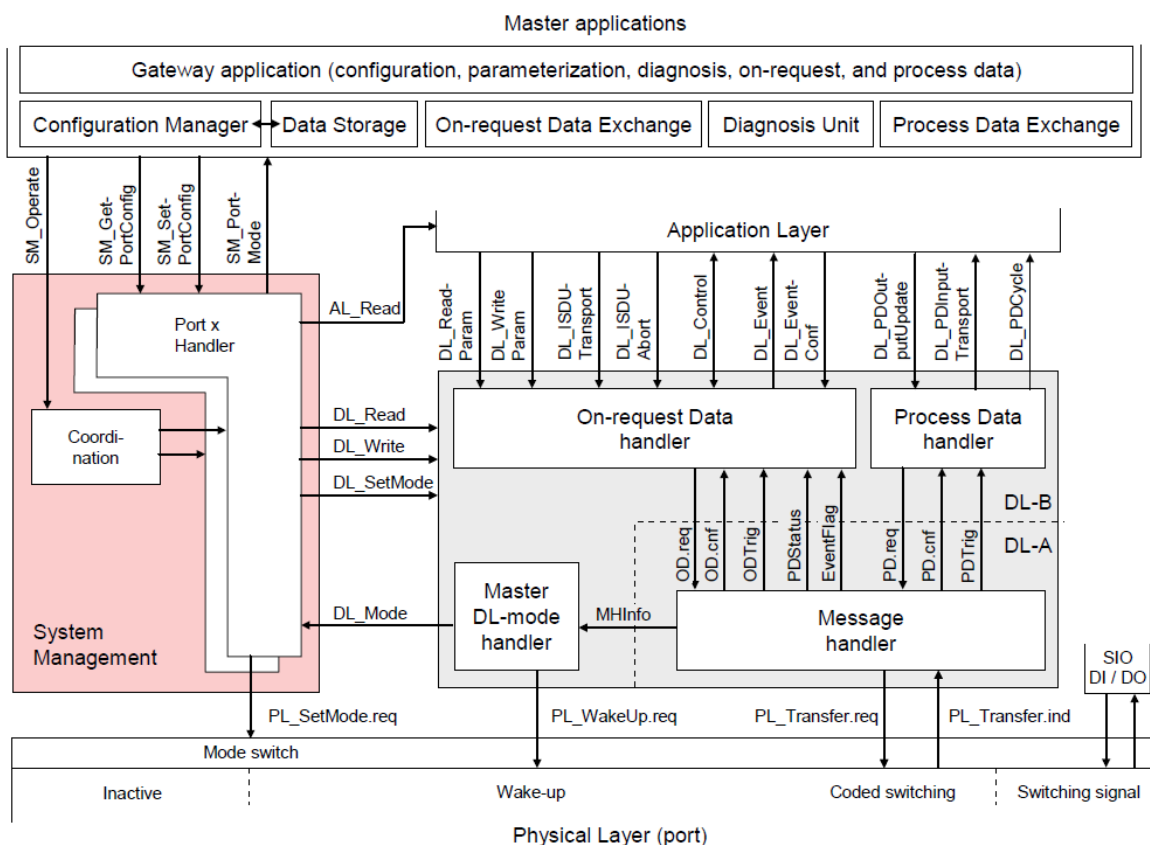 Master applications
Gateway application (configuration, parameterization, diagnosis, on-request, and process data)
Configuration Manager
Data Storage
On-request Data Exchange
Diagnosis Unit
Process Data Exchange
SM_Operate
SM_Get-
PortConfig
SM_Set-
PortConfig
SM_Port-
Mode
Application Layer
AL_Read
Port x
Handler
DL_Read-
Param
DL_Write
Param
DL_ISDU-
Transport
DL_ISDU-
Abort
DL_Control
DL_Event
DL_Event-
Conf
DL_PDOut-
putUpdate
DL_PDInput-
Transport
DL_PDCycle
Coordi-
nation
DL_Read
DL_Write
DL_SetMode
On-request Data
handler
Process Data
handler
DL-B
DL-A
OD.req
OD.cnf
ODTrig
PDStatus
EventFlag
PD.req
PD.cnf
PDTrig
System
Management
DL_Mode
Master
DL-mode
handler
MHInfo
Message
handler
SIO
DI / DO
PL_SetMode.req
PL_WakeUp.req
PL_Transfer.req
PL_Transfer.ind
Mode switch
Inactive
Wake-up
Coded switching
Switching signal
Physical Layer (port)